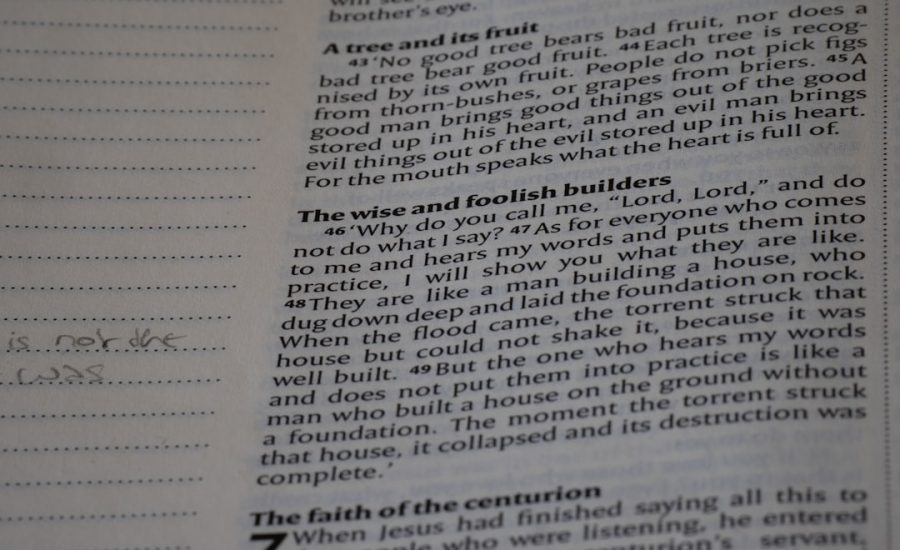 is not the
was
brother's eye.
A tree and its fruit
43 'No good tree bears bad fruit, nor does a
bad tree bear good fruit. 44 Each tree is recog-
nised by its own fruit. People do not pick figs
from thorn-bushes, or grapes from briers. 45 A
good man brings good things out of the good
stored up in his heart, and an evil man brings
evil things out of the evil stored up in his heart.
For the mouth speaks what the heart is full of.
The wise and foolish builders
46 'Why do you call me, "Lord, Lord," and do
not do what I say? 47 As for everyone who comes
to me and hears my words and puts them into
practice, I will show you what they are like.
48 They are like a man building a house, who
dug down deep and laid the foundation on rock.
When the flood came, the torrent struck that
house but could not shake it, because it was
well built. 49 But the one who hears my words
and does not put them into practice is like a
man who built a house on the ground without
a foundation. The moment the torrent struck
that house, it collapsed and its destruction was
complete.'
The faith of the centurion
7 When Jesus had finished saying all this to
who were listening, he entered
centurion's servant,